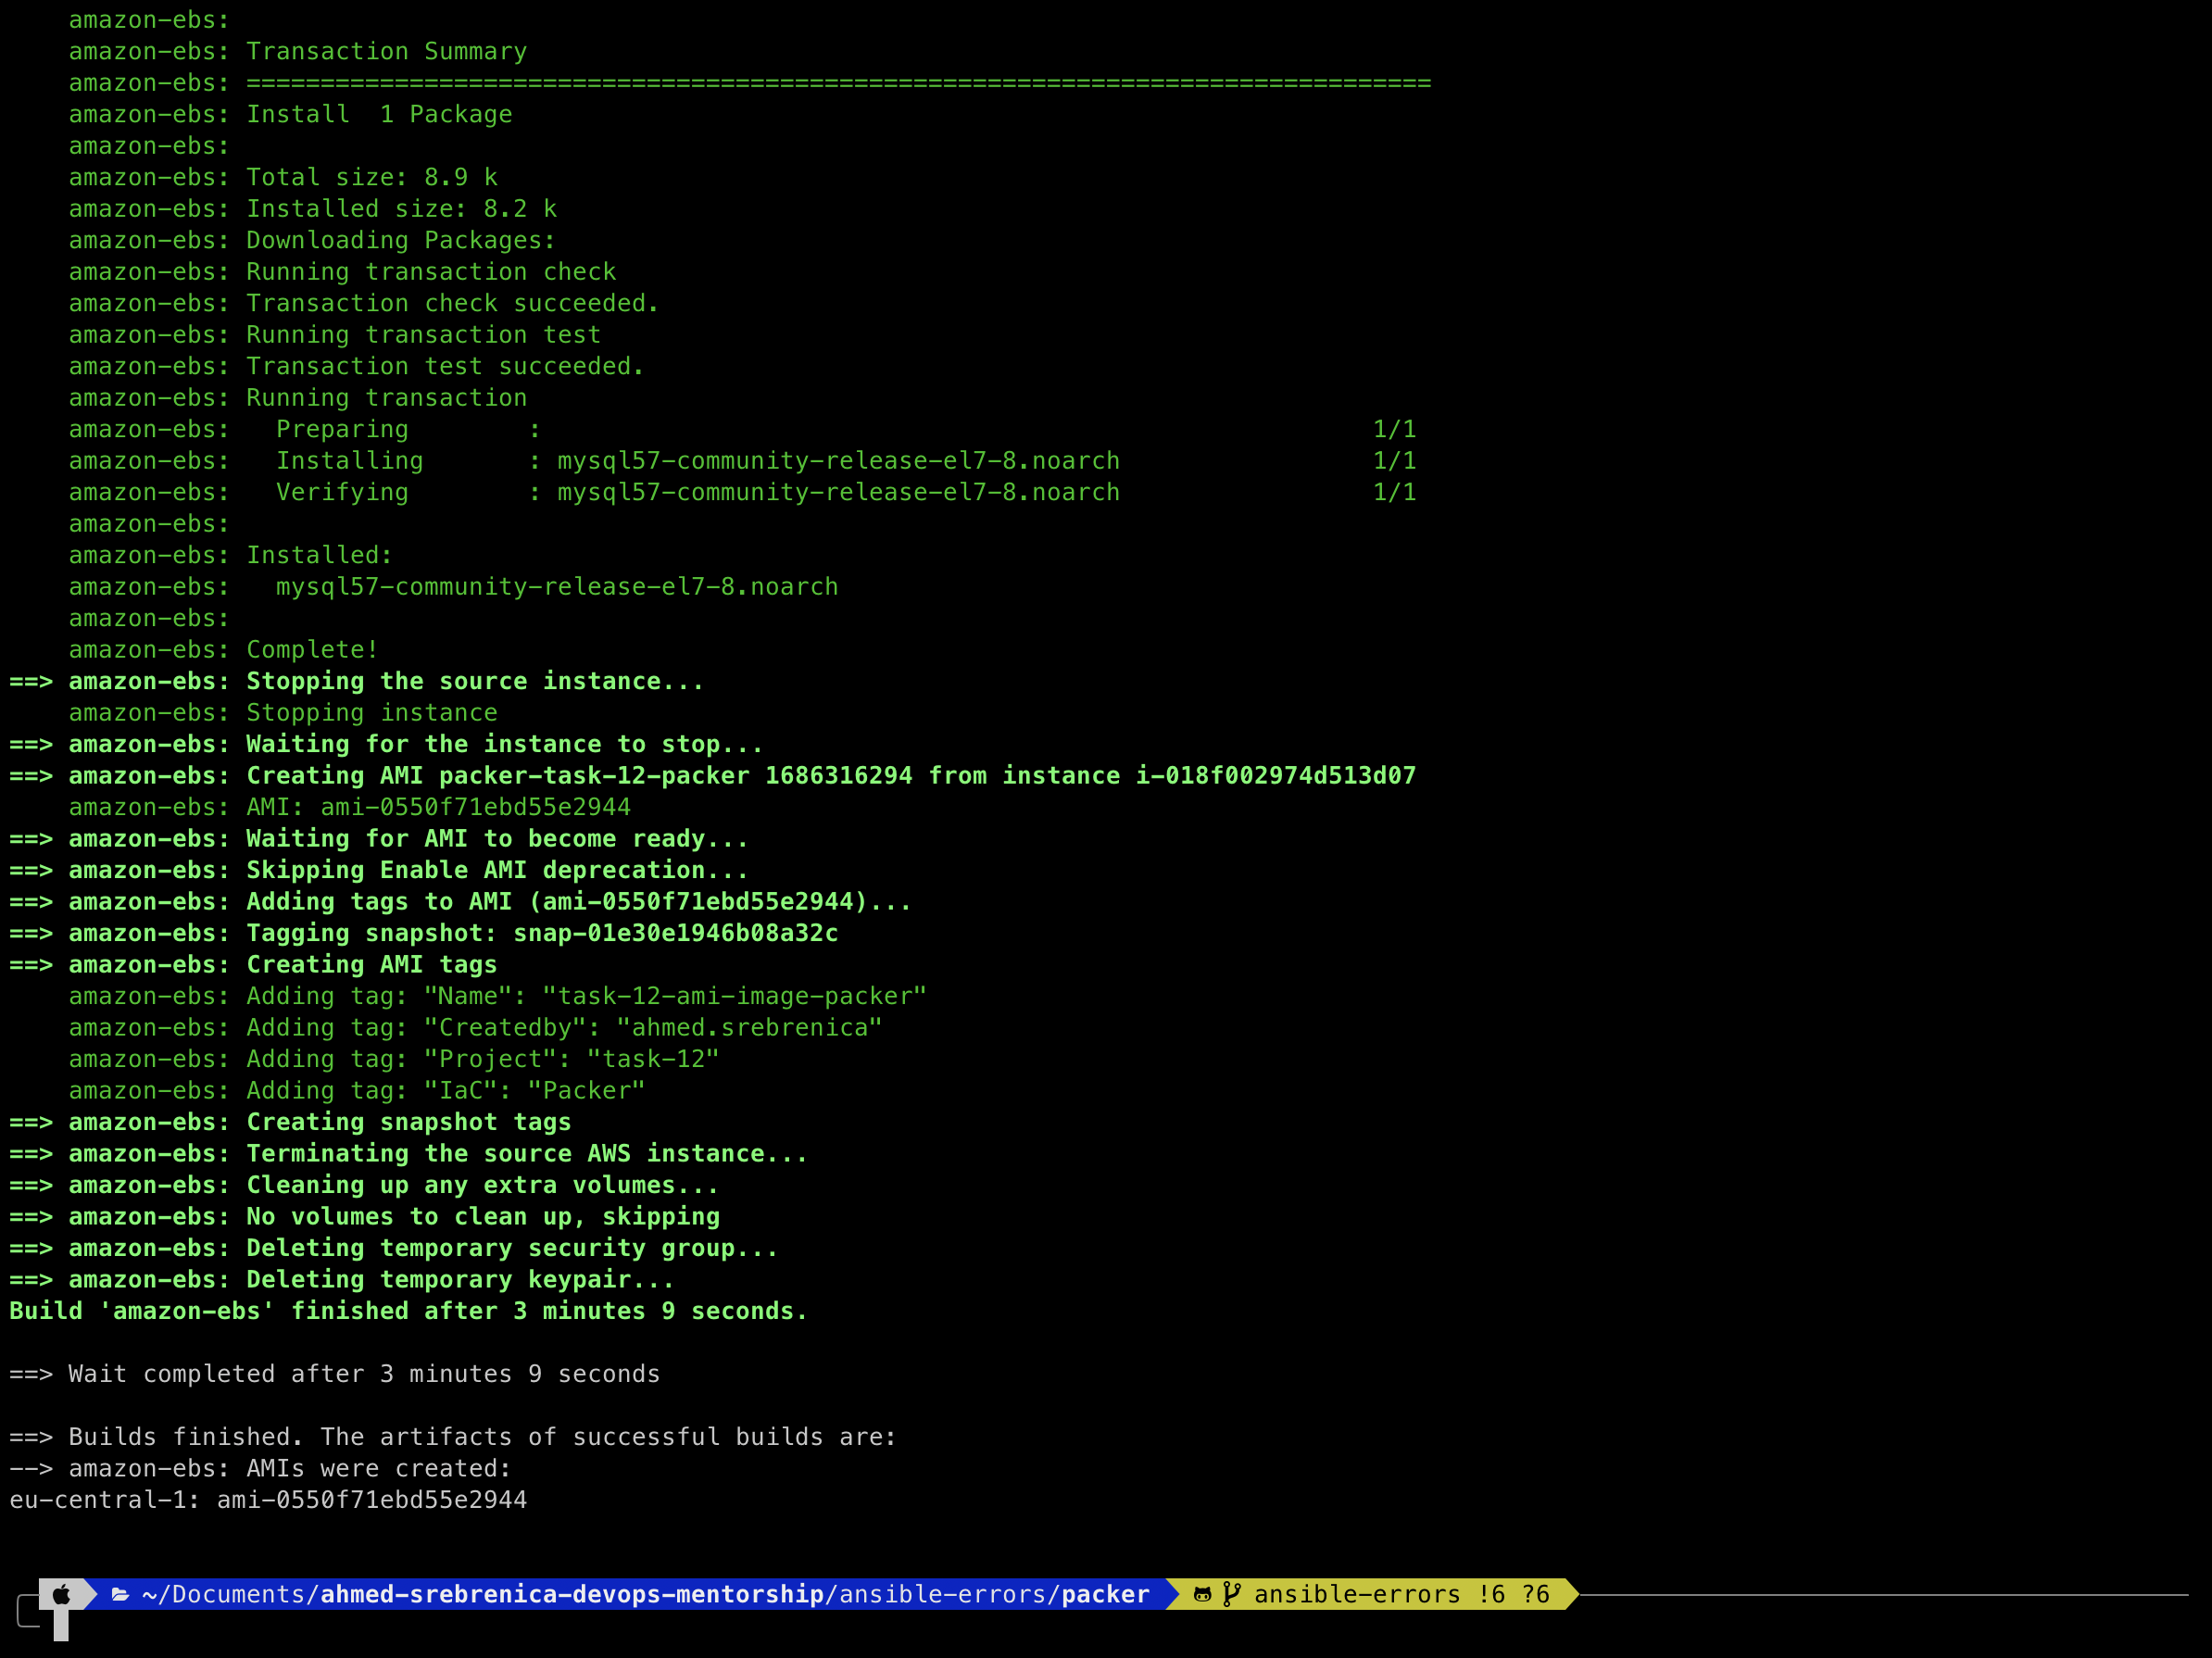 amazon-ebs:
amazon-ebs: Transaction Summary
amazon-ebs: ================================================================================
amazon-ebs: Install  1 Package
amazon-ebs:
amazon-ebs: Total size: 8.9 k
amazon-ebs: Installed size: 8.2 k
amazon-ebs: Downloading Packages:
amazon-ebs: Running transaction check
amazon-ebs: Transaction check succeeded.
amazon-ebs: Running transaction test
amazon-ebs: Transaction test succeeded.
amazon-ebs: Running transaction
amazon-ebs:   Preparing        :                                                        1/1
amazon-ebs:   Installing       : mysql57-community-release-el7-8.noarch                 1/1
amazon-ebs:   Verifying        : mysql57-community-release-el7-8.noarch                 1/1
amazon-ebs:
amazon-ebs: Installed:
amazon-ebs:   mysql57-community-release-el7-8.noarch
amazon-ebs:
amazon-ebs: Complete!
==> amazon-ebs: Stopping the source instance...
amazon-ebs: Stopping instance
==> amazon-ebs: Waiting for the instance to stop...
==> amazon-ebs: Creating AMI packer-task-12-packer 1686316294 from instance i-018f002974d513d07
amazon-ebs: AMI: ami-0550f71ebd55e2944
==> amazon-ebs: Waiting for AMI to become ready...
==> amazon-ebs: Skipping Enable AMI deprecation...
==> amazon-ebs: Adding tags to AMI (ami-0550f71ebd55e2944)...
==> amazon-ebs: Tagging snapshot: snap-01e30e1946b08a32c
==> amazon-ebs: Creating AMI tags
amazon-ebs: Adding tag: "Name": "task-12-ami-image-packer"
amazon-ebs: Adding tag: "Createdby": "ahmed.srebrenica"
amazon-ebs: Adding tag: "Project": "task-12"
amazon-ebs: Adding tag: "IaC": "Packer"
==> amazon-ebs: Creating snapshot tags
==> amazon-ebs: Terminating the source AWS instance...
==> amazon-ebs: Cleaning up any extra volumes...
==> amazon-ebs: No volumes to clean up, skipping
==> amazon-ebs: Deleting temporary security group...
==> amazon-ebs: Deleting temporary keypair...
Build 'amazon-ebs' finished after 3 minutes 9 seconds.
==> Wait completed after 3 minutes 9 seconds
==> Builds finished. The artifacts of successful builds are:
--> amazon-ebs: AMIs were created:
eu-central-1: ami-0550f71ebd55e2944
~/Documents/ahmed-srebrenica-devops-mentorship/ansible-errors/packer ansible-errors !6 ?6